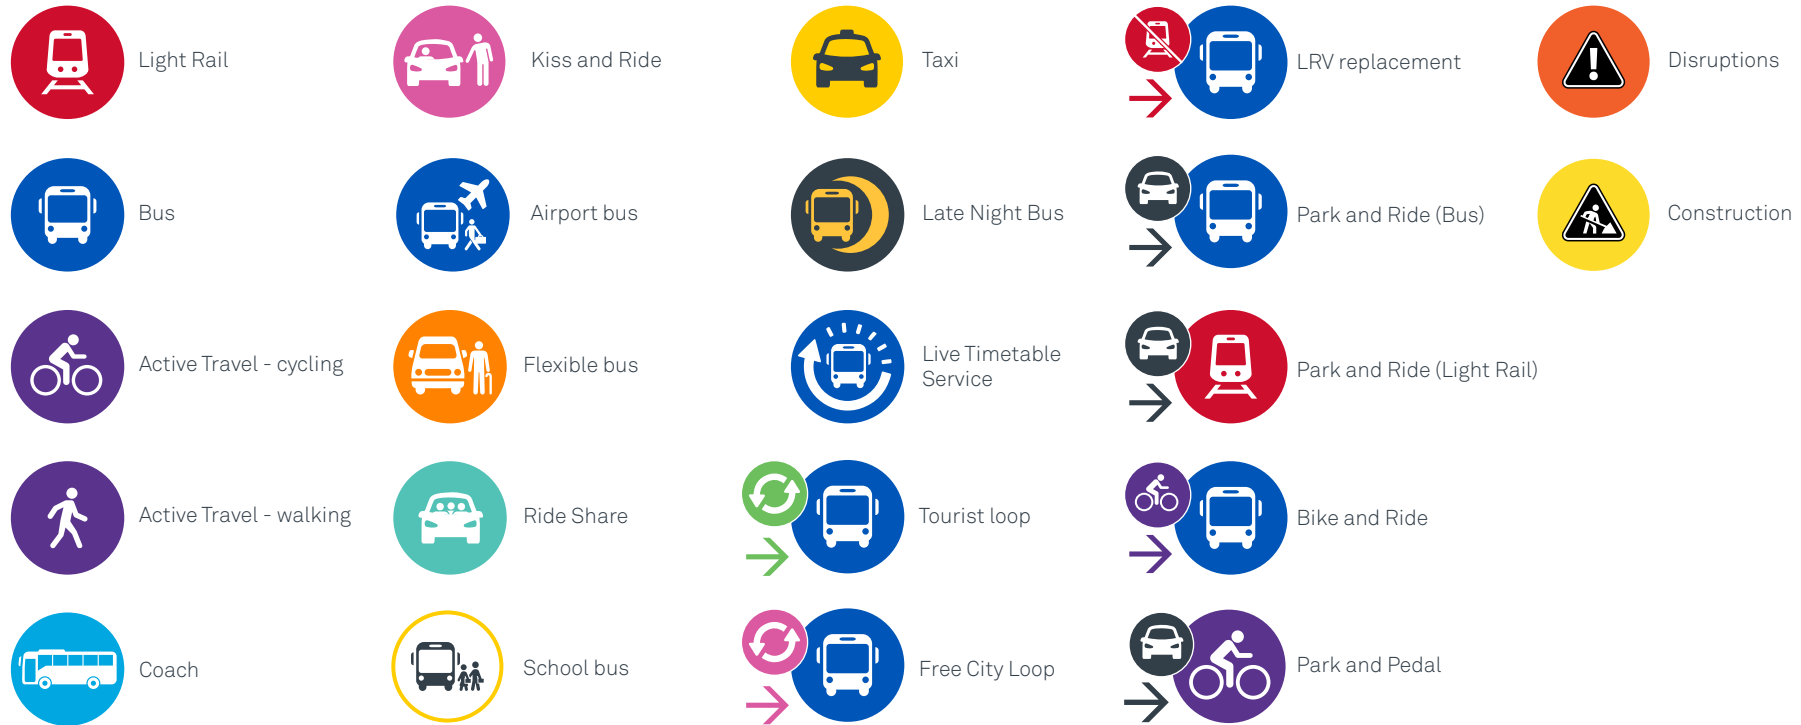 Light Rail
Kiss and Ride
Taxi
LRV replacement
Disruptions
Bus
Airport bus
Late Night Bus
Park and Ride (Bus)
Construction
Active Travel - cycling
Flexible bus
Live Timetable
Service
Park and Ride (Light Rail)
Active Travel - walking
Ride Share
Tourist loop
Bike and Ride
Coach
School bus
Free City Loop
Park and Pedal